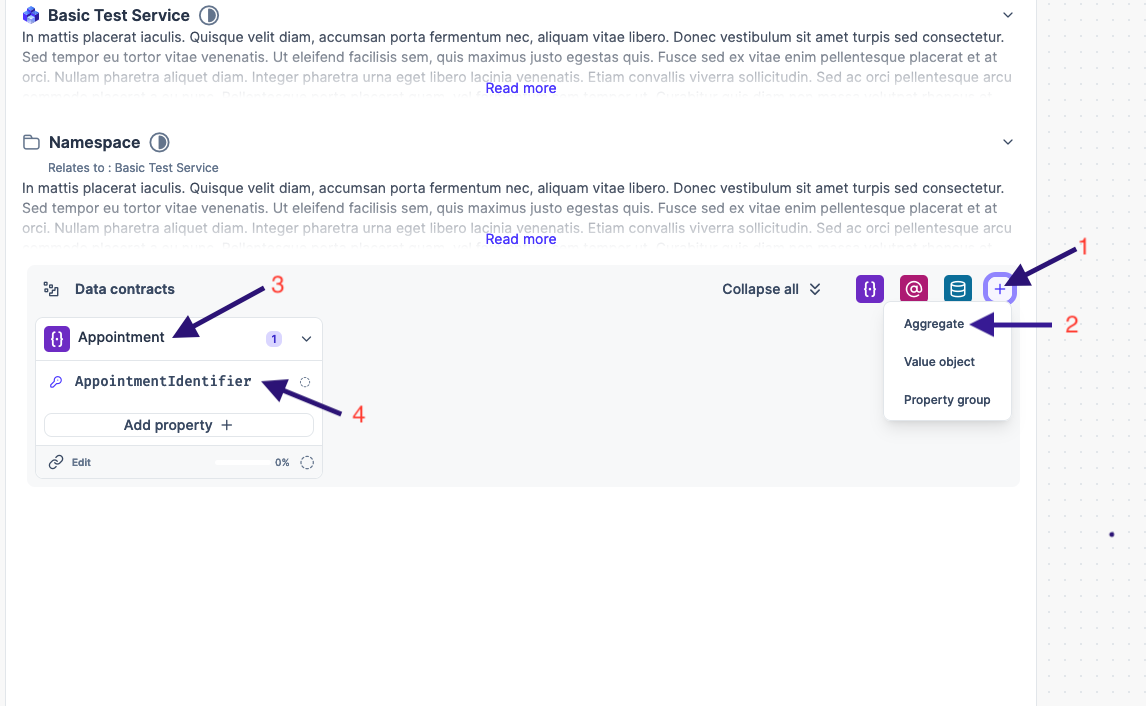 Basic Test Service
In mattis placerat iaculis. Quisque velit diam, accumsan porta fermentum nec, aliquam vitae libero. Donec vestibulum sit amet turpis sed consectetur.
Sed tempor eu tortor vitae venenatis. Ut eleifend facilisis sem, quis maximus justo egestas quis. Fusce sed ex vitae enim pellentesque placerat et at
orci. Nullam pharetra aliquet diam. Integer pharetra urna eget libero lacinia venenatis. Etiam convallis viverra sollicitudin. Sed ac orci pellentesque arcu
Read more
Namespace
Relates to : Basic Test Service
In mattis placerat iaculis. Quisque velit diam, accumsan porta fermentum nec, aliquam vitae libero. Donec vestibulum sit amet turpis sed consectetur.
Sed tempor eu tortor vitae venenatis. Ut eleifend facilisis sem, quis maximus justo egestas quis. Fusce sed ex vitae enim pellentesque placerat et at
orci. Nullam pharetra aliquet diam. Integer pharetra urna eget libero lacinia venenatis. Etiam convallis viverra sollicitudin. Sed ac orci pellentesque arcu
Read more
1
Data contracts
Collapse all
{·} @ +
3
Aggregate
2
Value object
Property group
{·} Appointment 1
AppointmentIdentifier
4
Add property +
Edit 0%